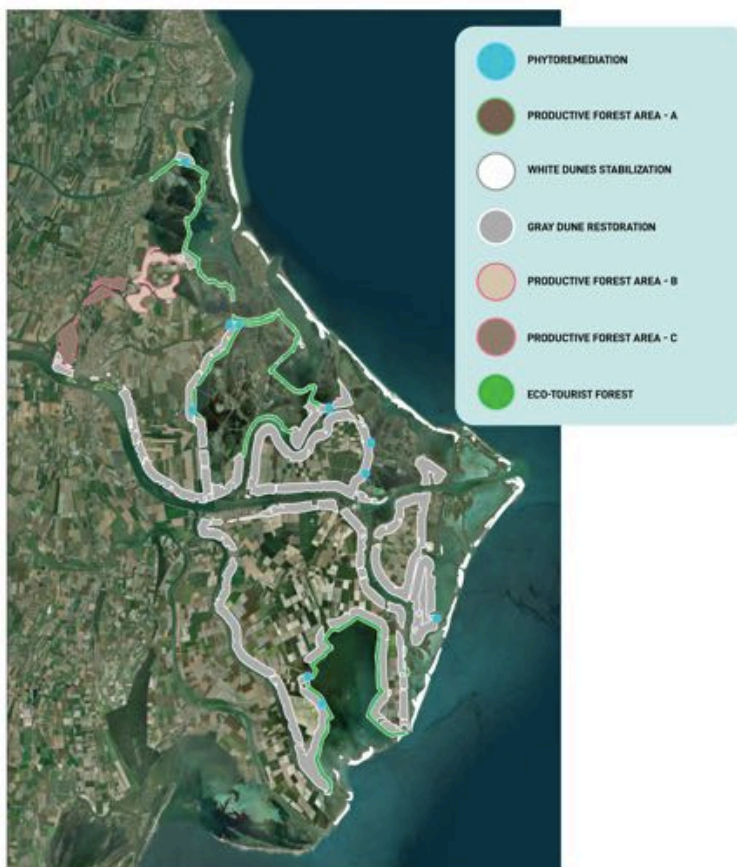 PHYTOREMEDIATION
PRODUCTIVE FOREST AREA - A
WHITE DUNES STABILIZATION
GRAY DUNE RESTORATION
PRODUCTIVE FOREST AREA - B
PRODUCTIVE FOREST AREA - C
ECO-TOURIST FOREST